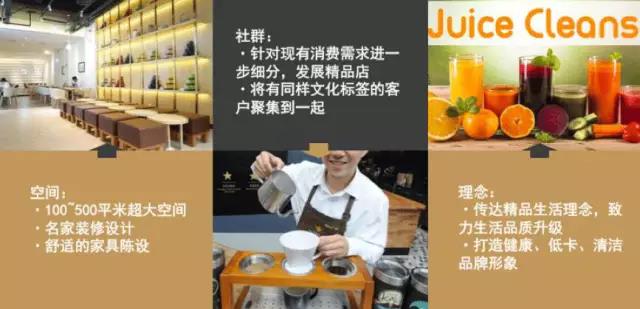 社群：
·针对现有消费需求进一
步细分，发展精品店
·将有同样文化标签的客
户聚集到一起
Juice Cleans
空间：
·100~500平米超大空间
·名家装修设计
·舒适的家具陈设
理念：
·传达精品生活理念，致
力生活品质升级
·打造健康、低卡、清洁
品牌形象